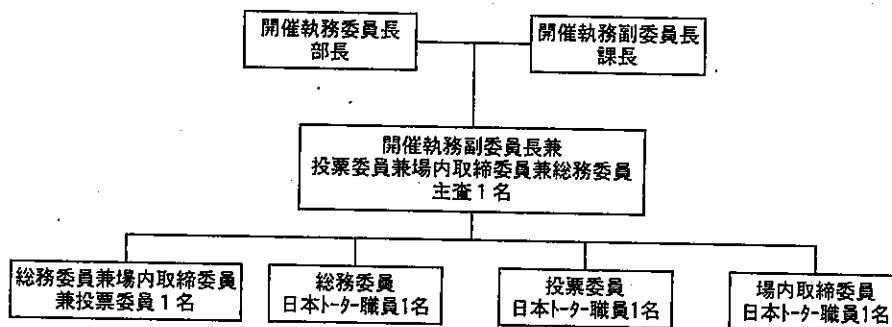 開催執務委員長
部長
開催執務副委員長
課長
開催執務副委員長兼
投票委員兼場内取締委員兼総務委員
主査1名
総務委員兼場内取締委員
兼投票委員1名
総務委員
日本トーター職員1名
投票委員
日本トーター職員1名
場内取締委員
日本トーター職員1名